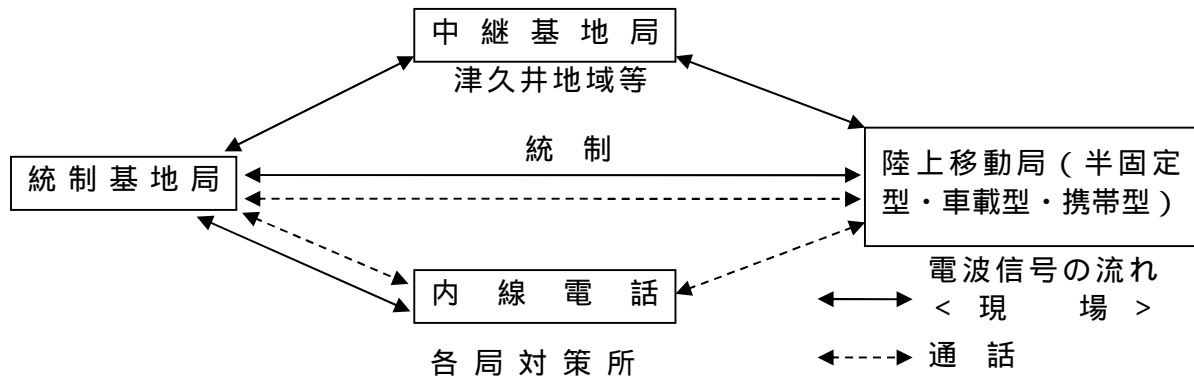 中継基地局
津久井地域等
統制
統制基地局
陸上移動局（半固定
型・車載型・携帯型）
内線電話
各局対策所
電波信号の流れ
＜現場＞
通話